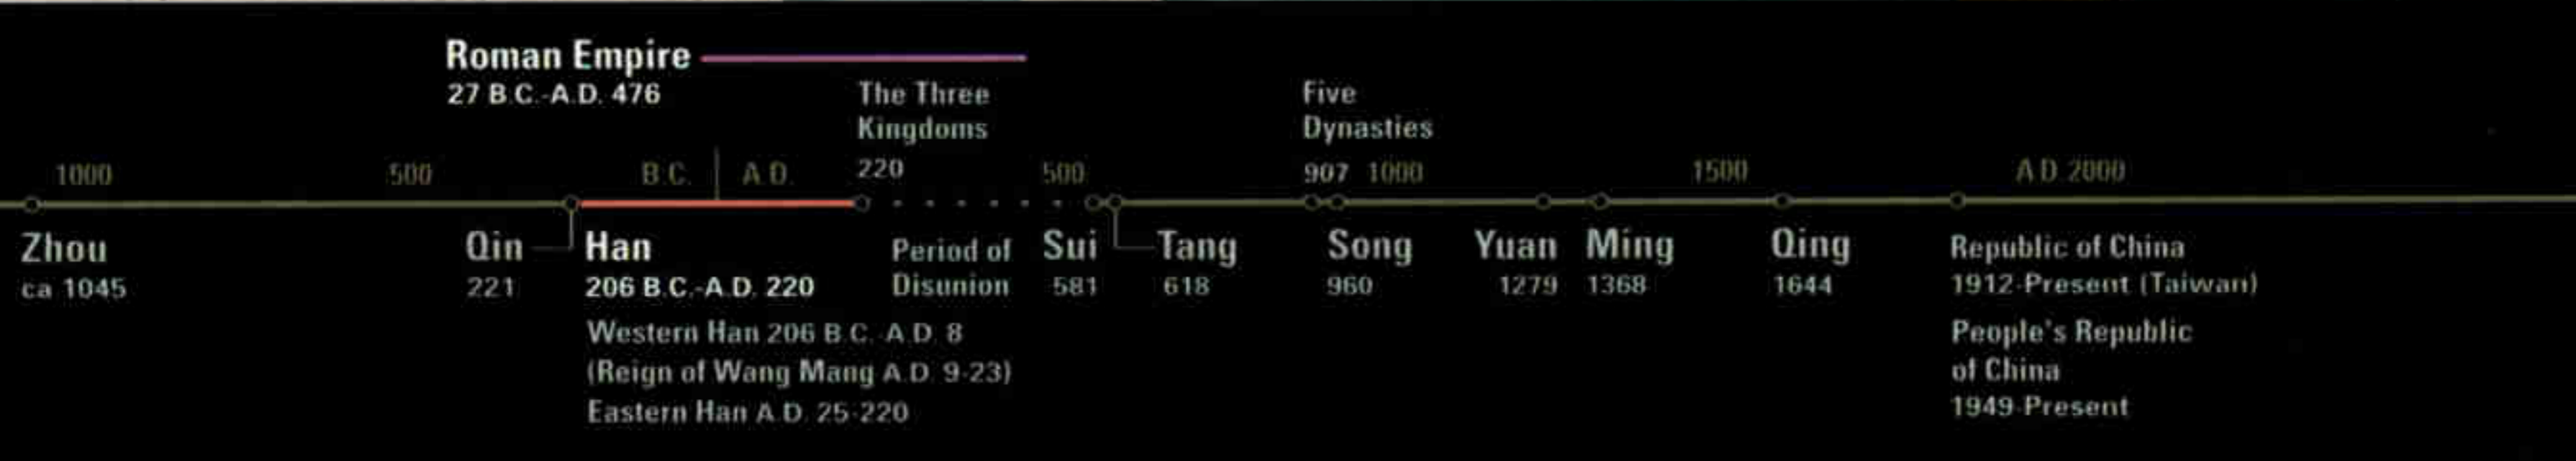 Roman Empire
27 B.C.-A.D. 476
The Three
Kingdoms
220
Five
Dynasties
907
1000
500
B.C.
A.D.
500
1000
1500
A.D. 2000
Zhou
ca 1045
Qin
221
Han
206 B.C.-A.D. 220
Western Han 206 B.C.-A.D. 8
(Reign of Wang Mang A.D. 9-23)
Eastern Han A.D. 25-220
Period of
Disunion
Sui
581
Tang
618
Song
960
Yuan
1279
Ming
1368
Qing
1644
Republic of China
1912-Present (Taiwan)
People's Republic
of China
1949-Present